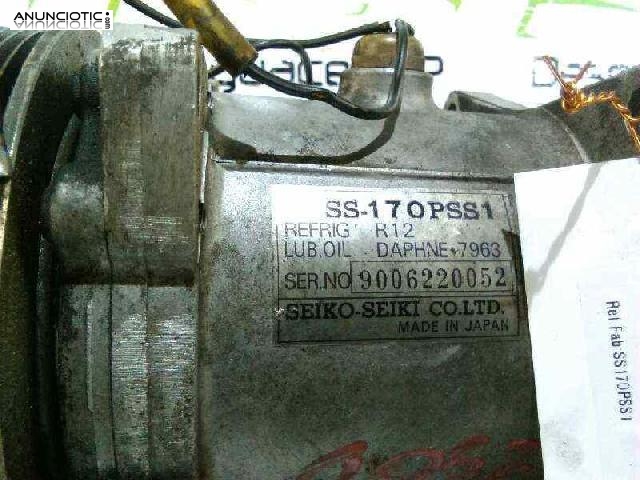 ANUNCIOTIC
SS-170PSS1
REFRIG R12
LUB.OIL DAPHNE-7963
SER.NO 9006220052
SEIKO-SEIKI CO.LTD.
MADE IN JAPAN
Rel fab SS170PSS1